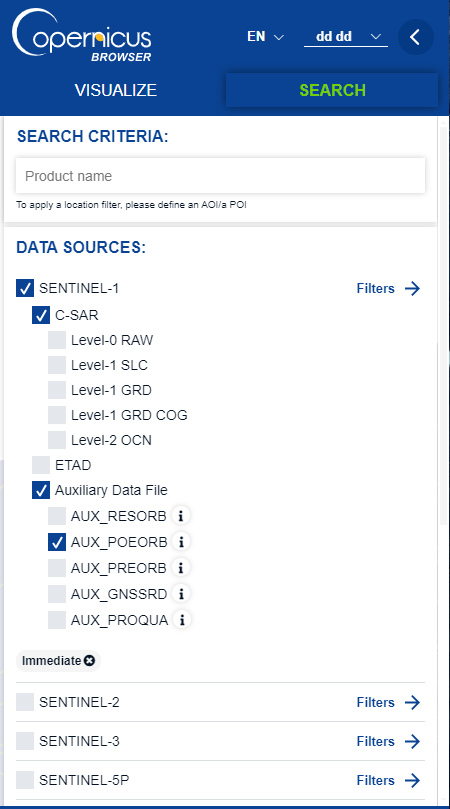 Copernicus
BROWSER
EN
dd dd
VISUALIZE
SEARCH
SEARCH CRITERIA:
Product name
To apply a location filter, please define an AOI/a POI
DATA SOURCES:
SENTINEL-1 Filters
C-SAR
Level-0 RAW
Level-1 SLC
Level-1 GRD
Level-1 GRD COG
Level-2 OCN
ETAD
Auxiliary Data File
AUX_RESORB i
AUX_POEORB i
AUX_PREORB i
AUX_GNSSRD i
AUX_PROQUA i
Immediate
SENTINEL-2 Filters
SENTINEL-3 Filters
SENTINEL-5P Filters